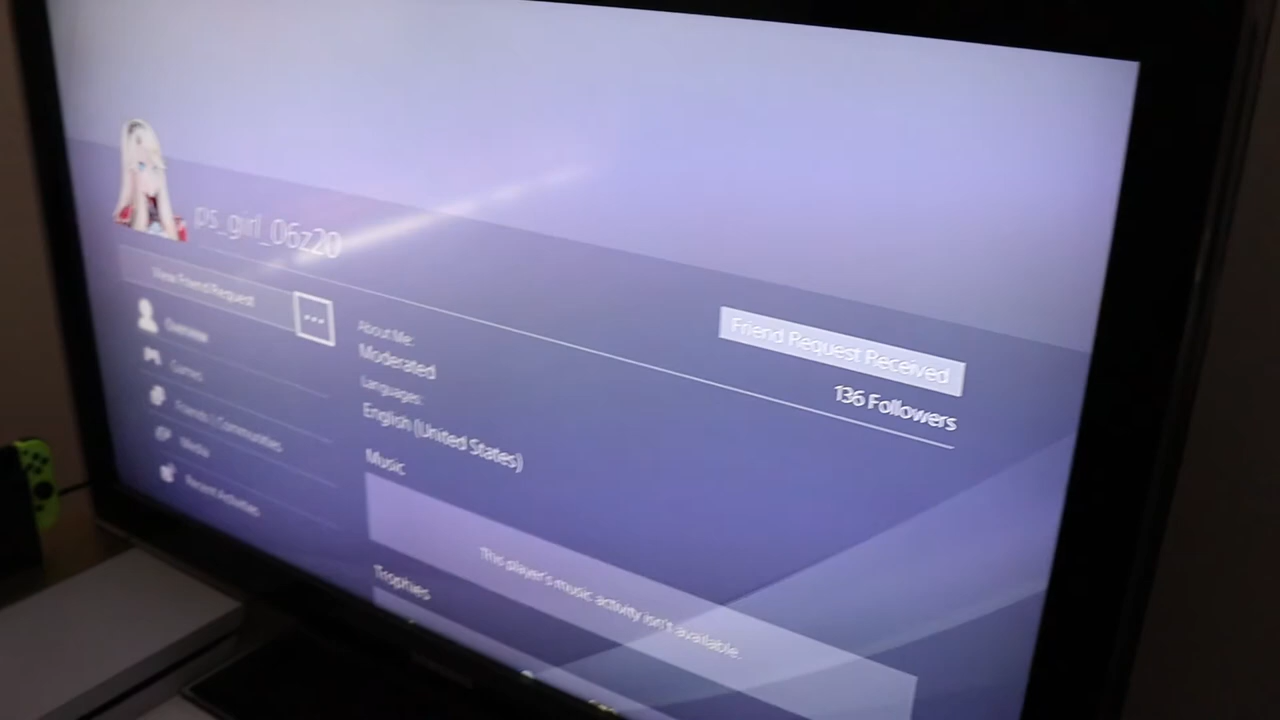 ps_girl_06z20
View Friend Request
...
Overview
Games
Friends | Communities
Media
Recent Activities
Friend Request Received
136 Followers
About Me:
Moderated
Languages:
English (United States)
Music
This player's music activity isn't available.
Trophies